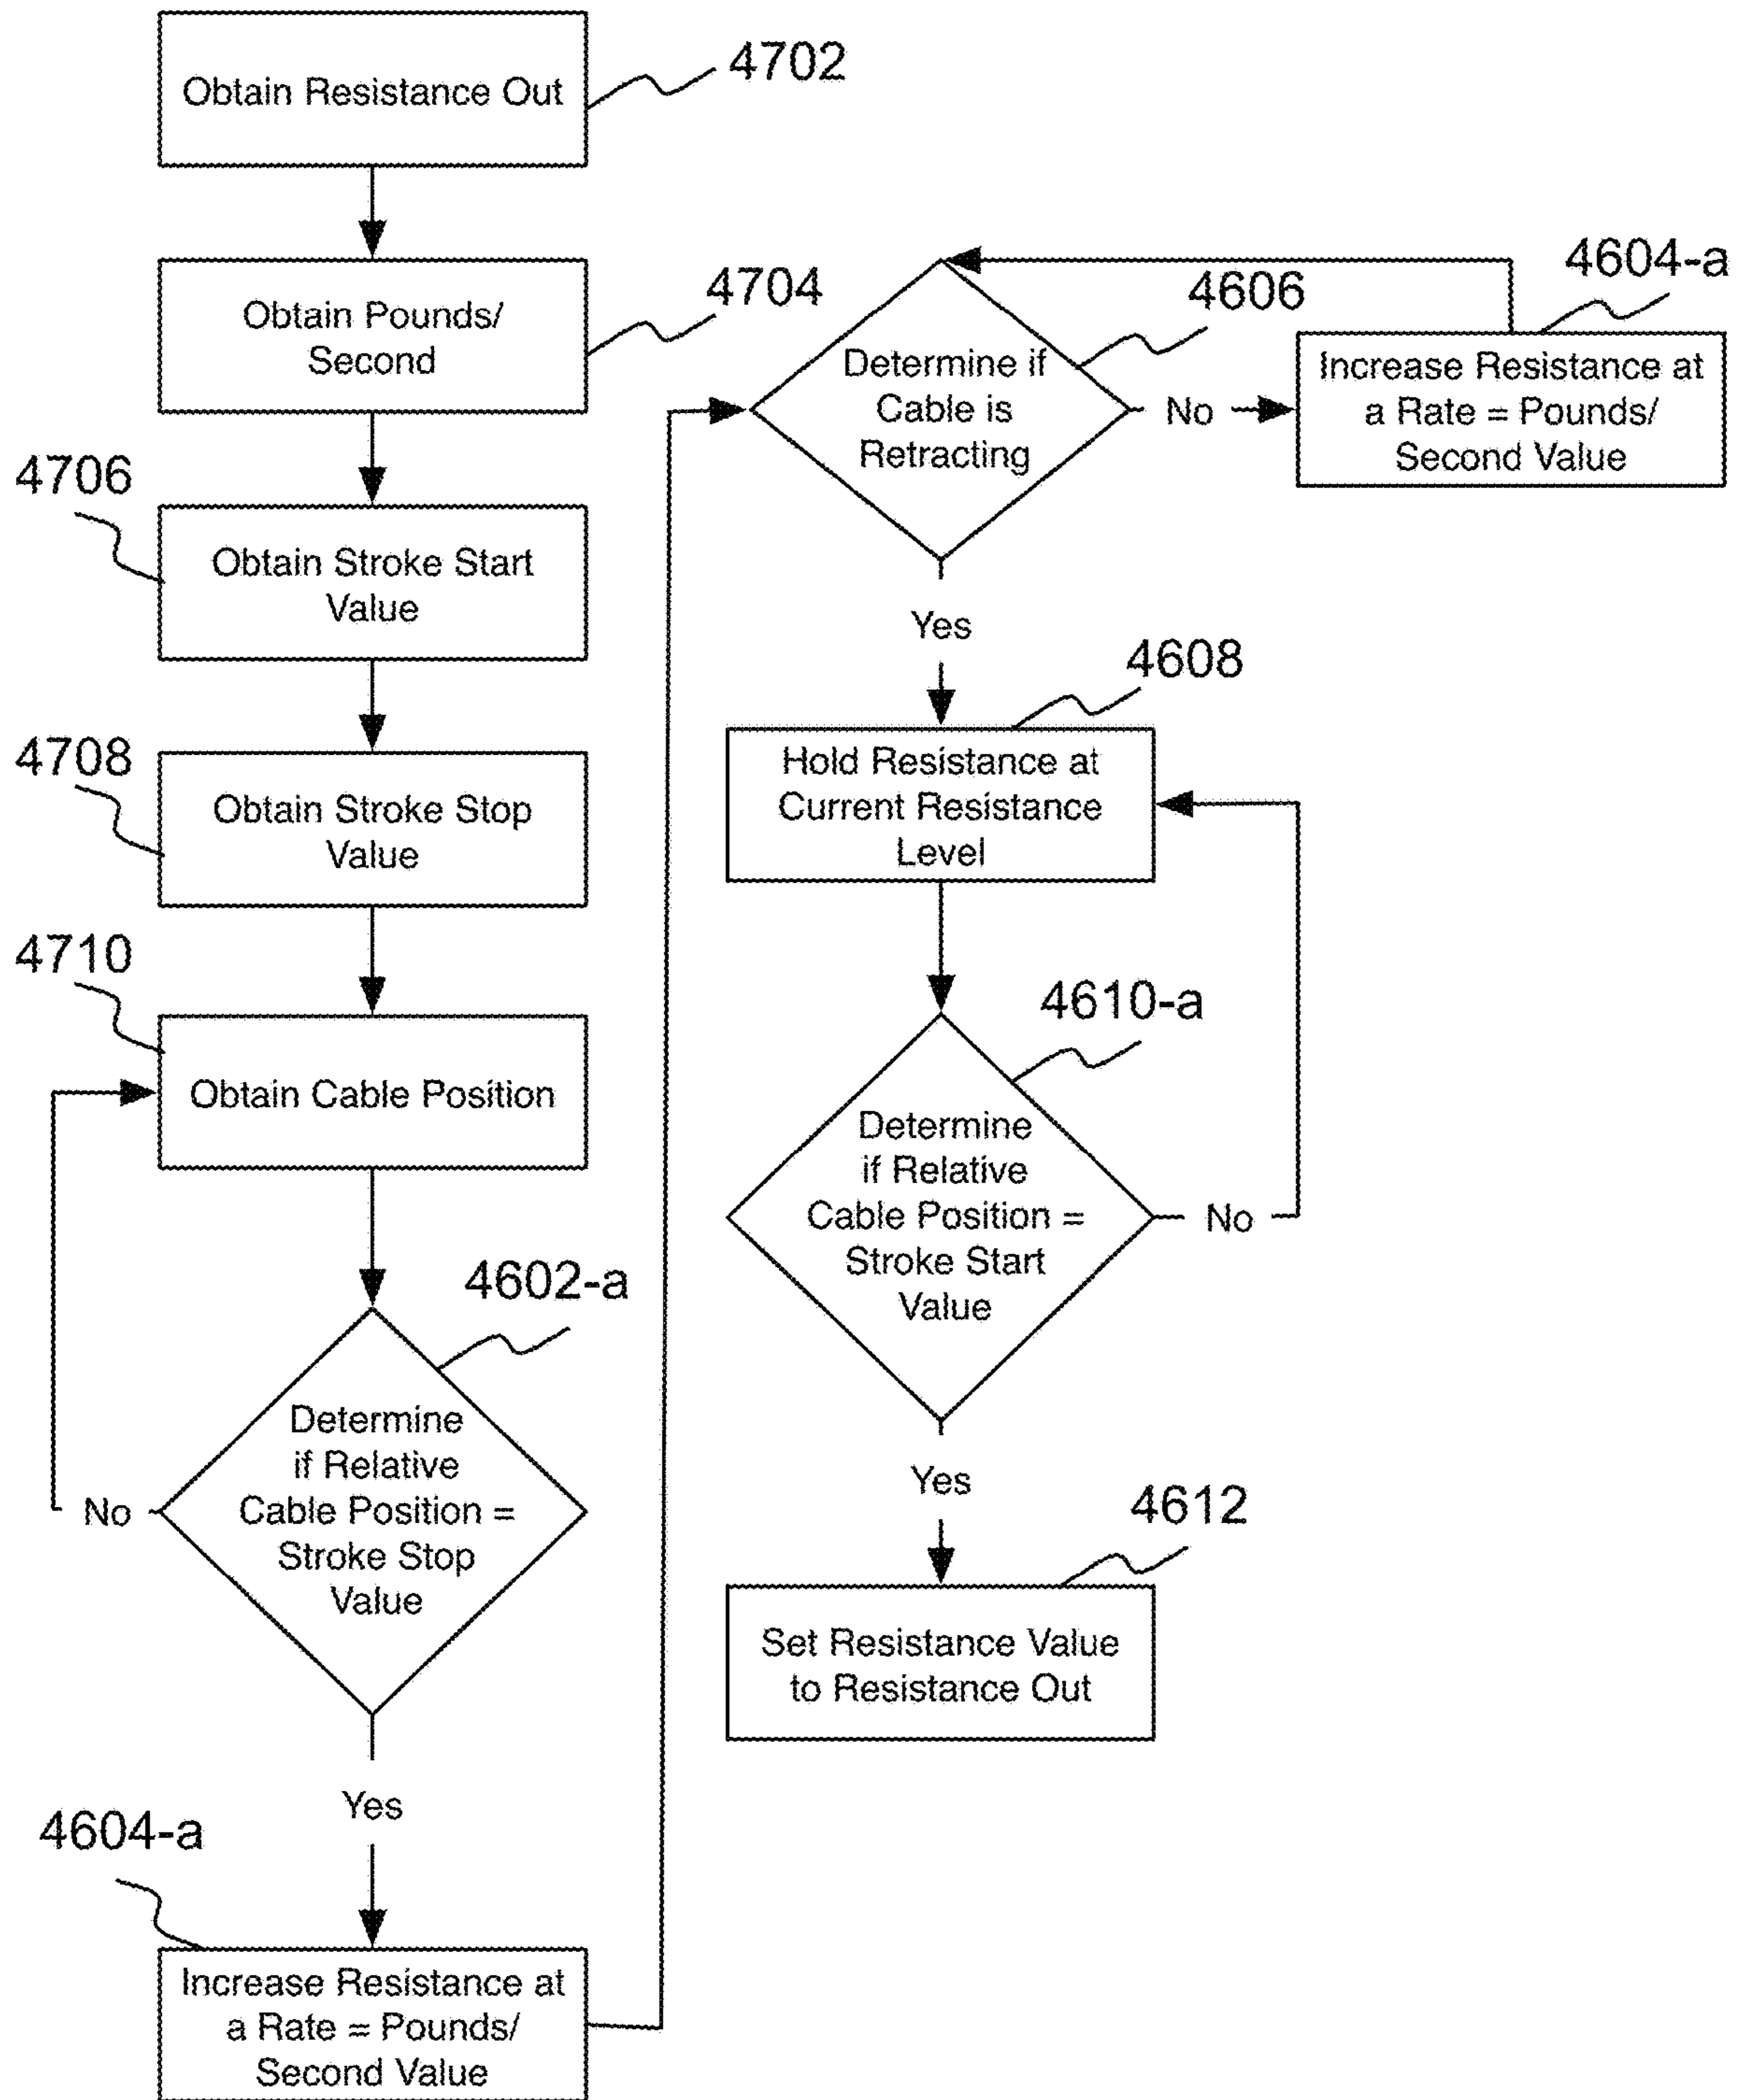 Obtain Resistance Out
4702
Obtain Pounds/
Second
4704
4706
Obtain Stroke Start
Value
4708
Obtain Stroke Stop
Value
4710
Obtain Cable Position
4602-a
Determine
if Relative
Cable Position =
Stroke Stop
Value
No
Yes
4604-a
Increase Resistance at
a Rate = Pounds/
Second Value
4606
Determine if
Cable is
Retracting
No
4604-a
Increase Resistance at
a Rate = Pounds/
Second Value
Yes
4608
Hold Resistance at
Current Resistance
Level
4610-a
Determine
if Relative
Cable Position =
Stroke Start
Value
No
Yes
4612
Set Resistance Value
to Resistance Out